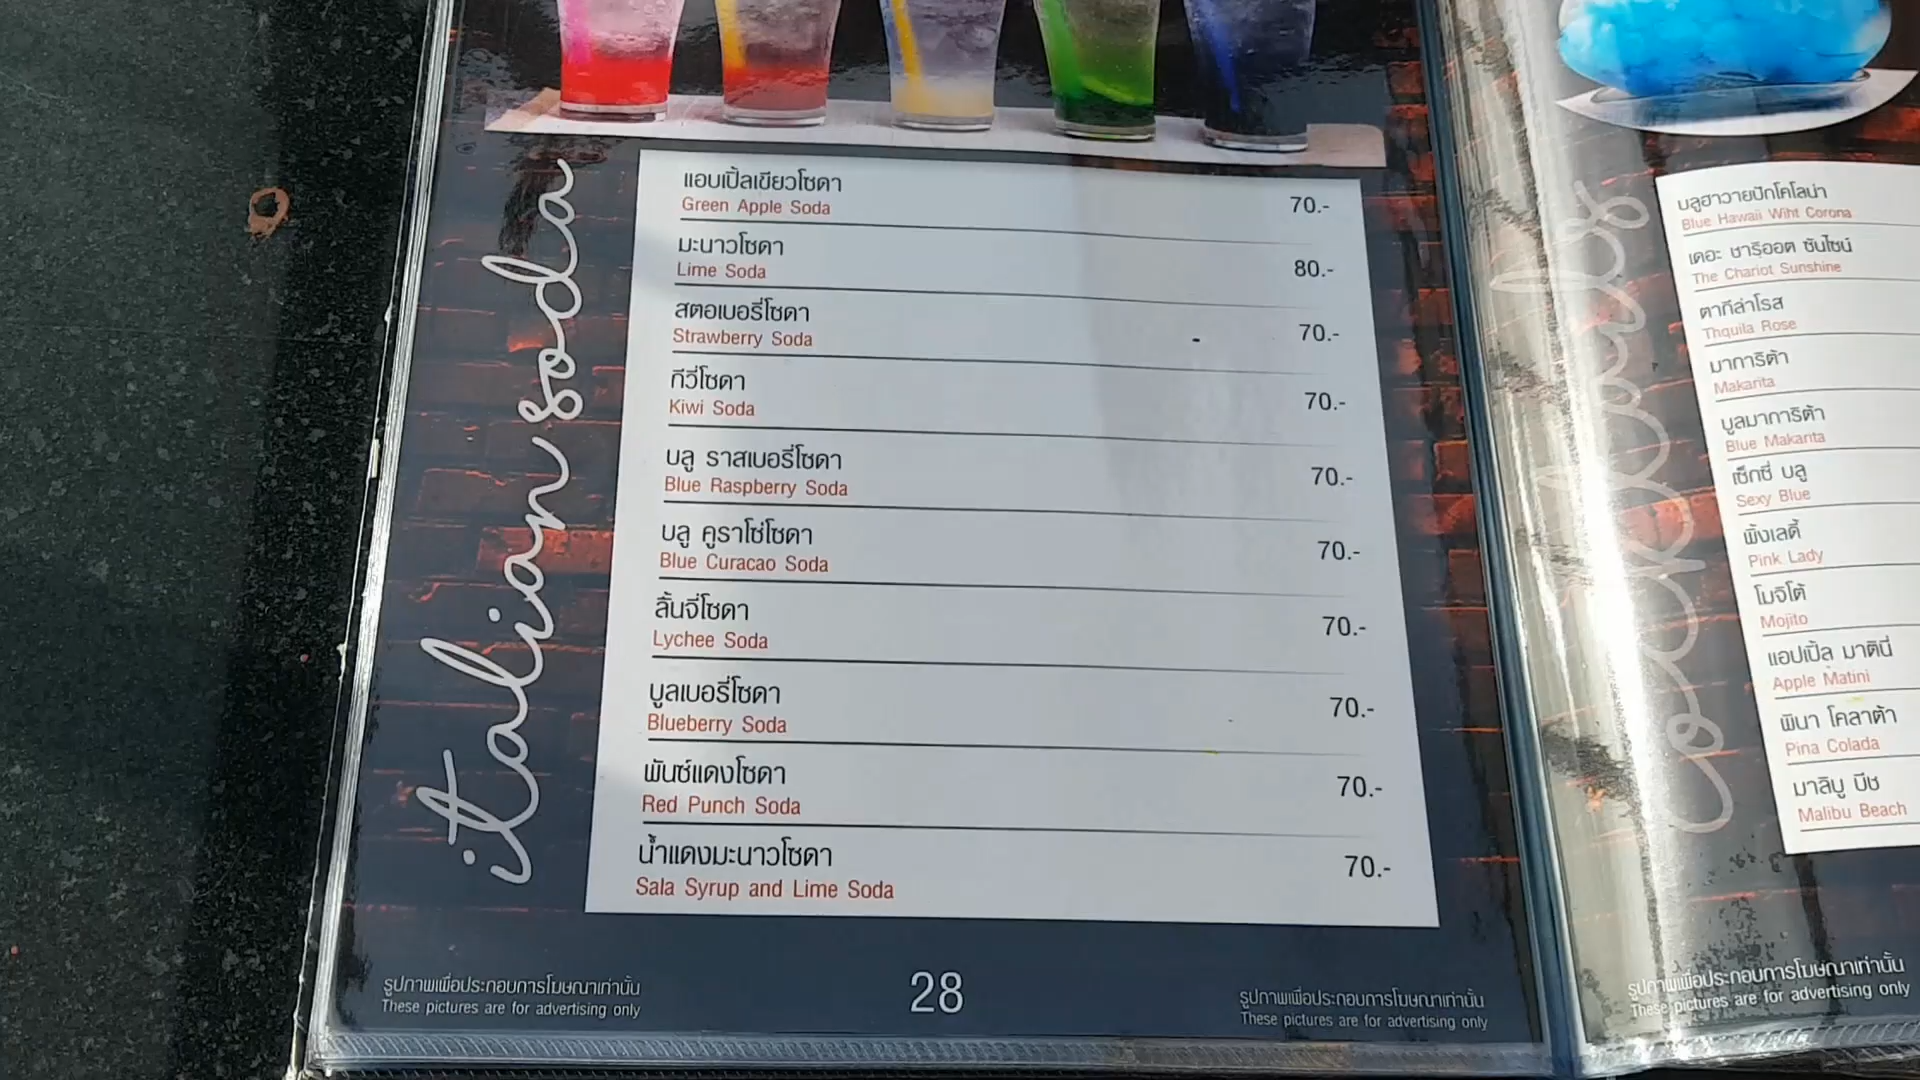 italian soda
แอบเปิ้ลเขียวโซดา
Green Apple Soda 70.-
มะนาวโซดา
Lime Soda 80.-
สตอเบอรี่โซดา
Strawberry Soda 70.-
กีวี่โซดา
Kiwi Soda 70.-
บลู ราสเบอรี่โซดา
Blue Raspberry Soda 70.-
บลู คูราโซ่โซดา
Blue Curacao Soda 70.-
ลิ้นจี่โซดา
Lychee Soda 70.-
บูลเบอรี่โซดา
Blueberry Soda 70.-
พันซ์แดงโซดา
Red Punch Soda 70.-
น้ำแดงมะนาวโซดา
Sala Syrup and Lime Soda 70.-
รูปภาพเพื่อประกอบการโฆษณาเท่านั้น
These pictures are for advertising only
28
รูปภาพเพื่อประกอบการโฆษณาเท่านั้น
These pictures are for advertising only
บลูฮาวายปักโคโลน่า
Blue Hawaii Wiht Corona
เดอะ ชาริออต ซันไชน์
The Chariot Sunshine
ตากีล่าโรส
Thquila Rose
มาการิต้า
Makarita
บูลมาการิต้า
Blue Makarita
เซ็กซี่ บลู
Sexy Blue
พิ้งเลดี้
Pink Lady
โมจิโต้
Mojito
แอปเปิ้ล มาตินี่
Apple Matini
พินา โคลาต้า
Pina Colada
มาลิบู บีช
Malibu Beach
รูปภาพเพื่อประกอบการโฆษณาเท่านั้น
These pictures are for advertising only